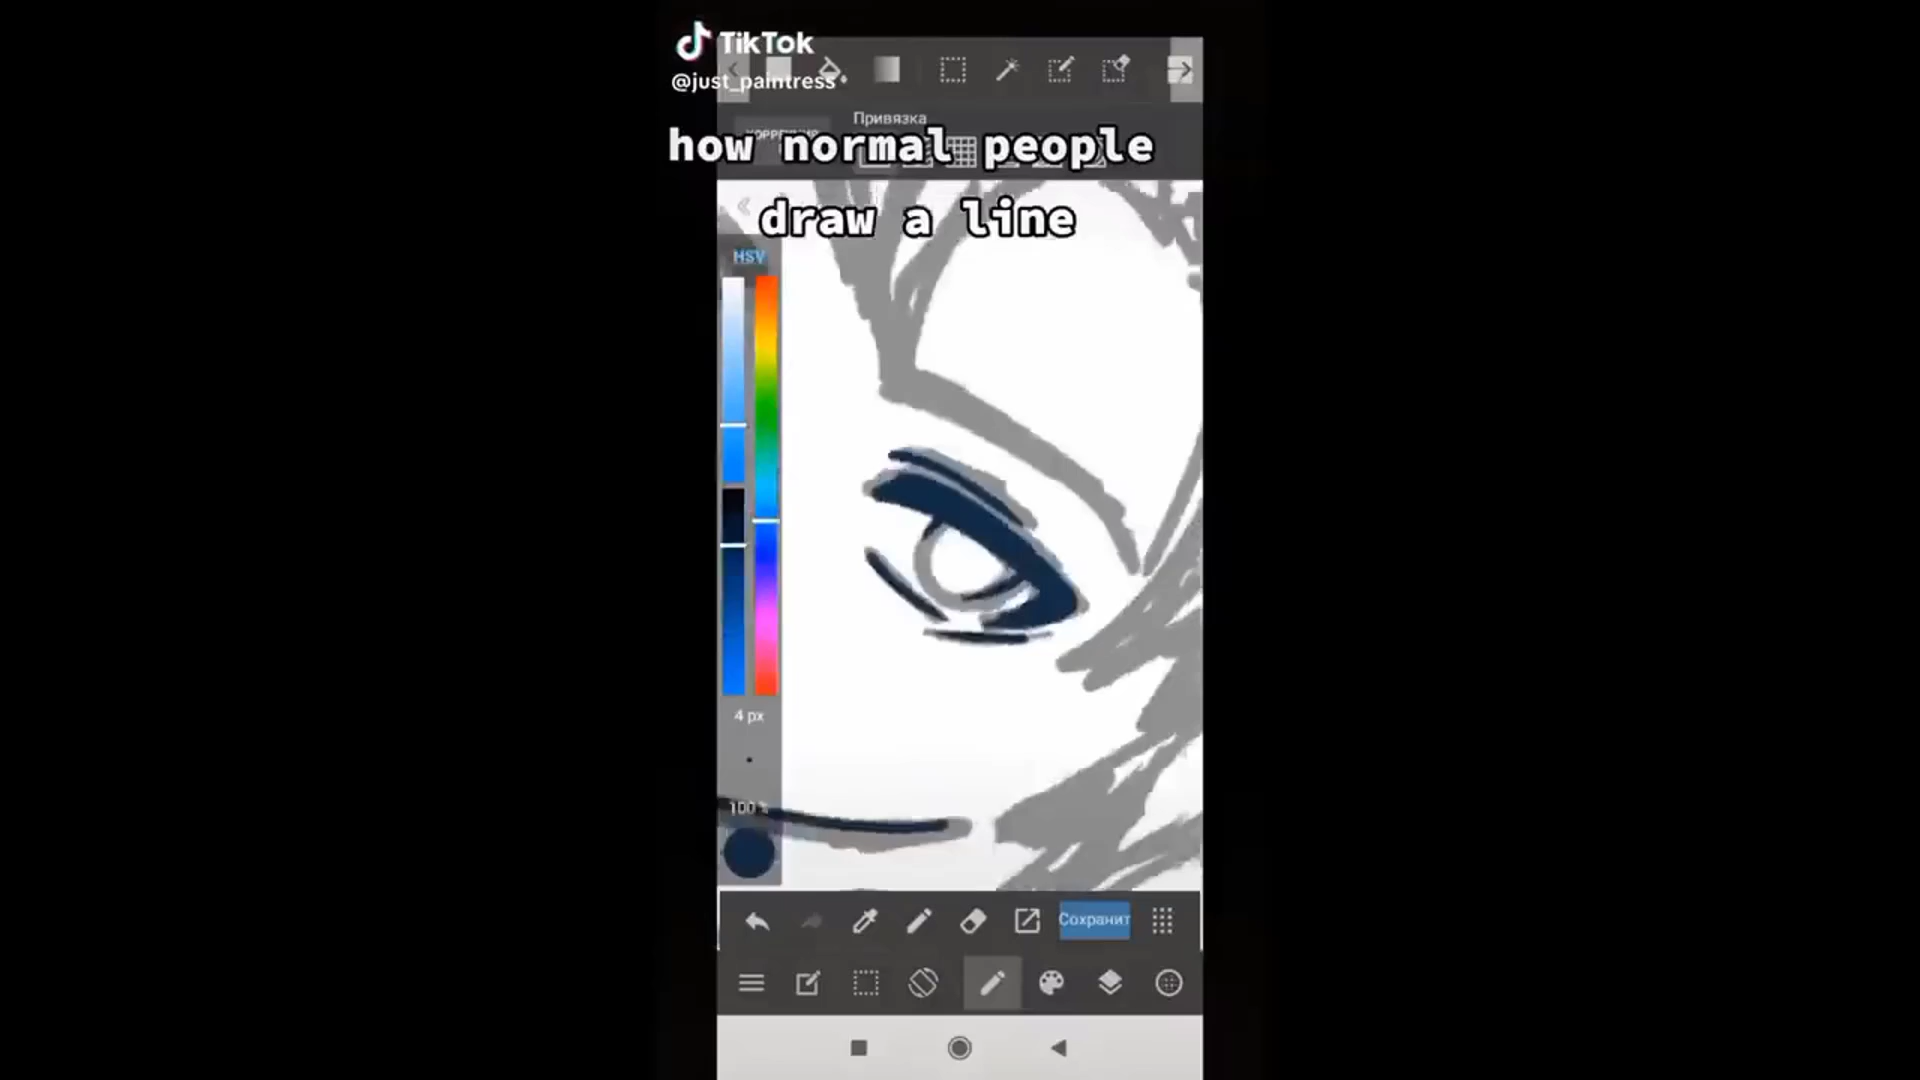 TikTok
@just_paintress
Привязка
how normal people
draw a line
HSV
4 px
100 %
Сохранит